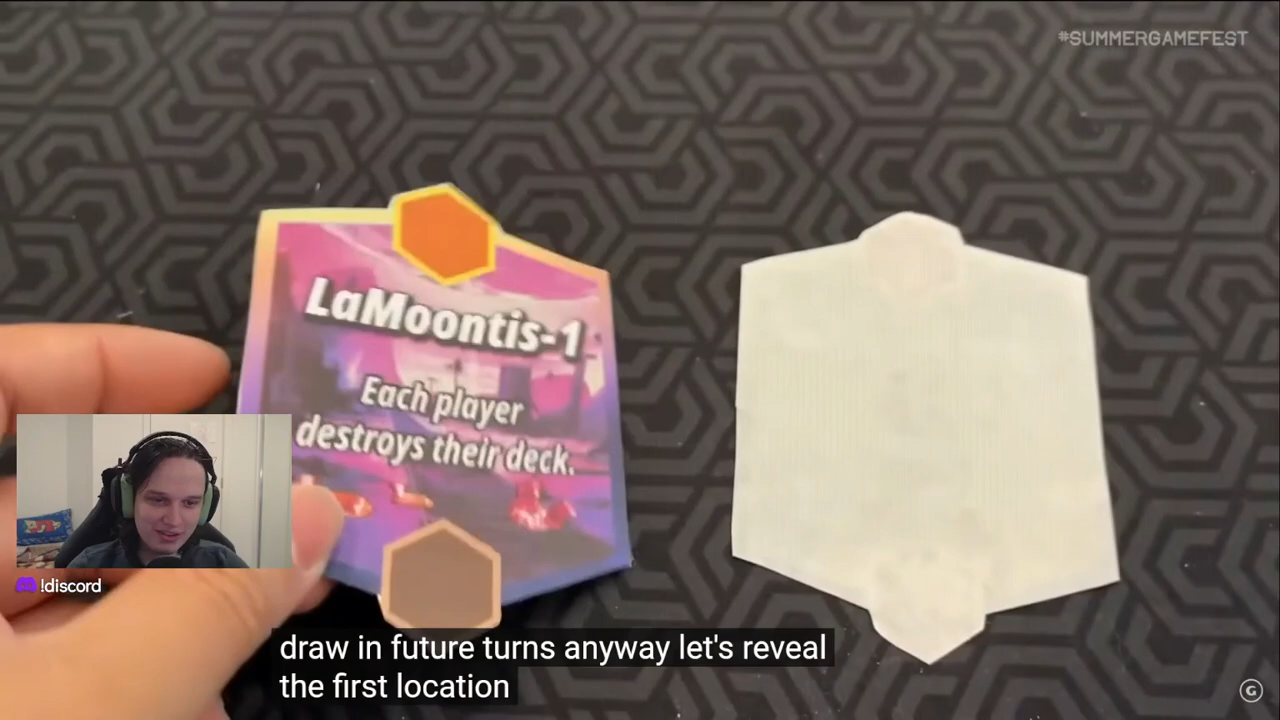 #SUMMERGAMEFEST
LaMoontis-1
Each player
destroys their deck.
!discord
draw in future turns anyway let's reveal
the first location
G